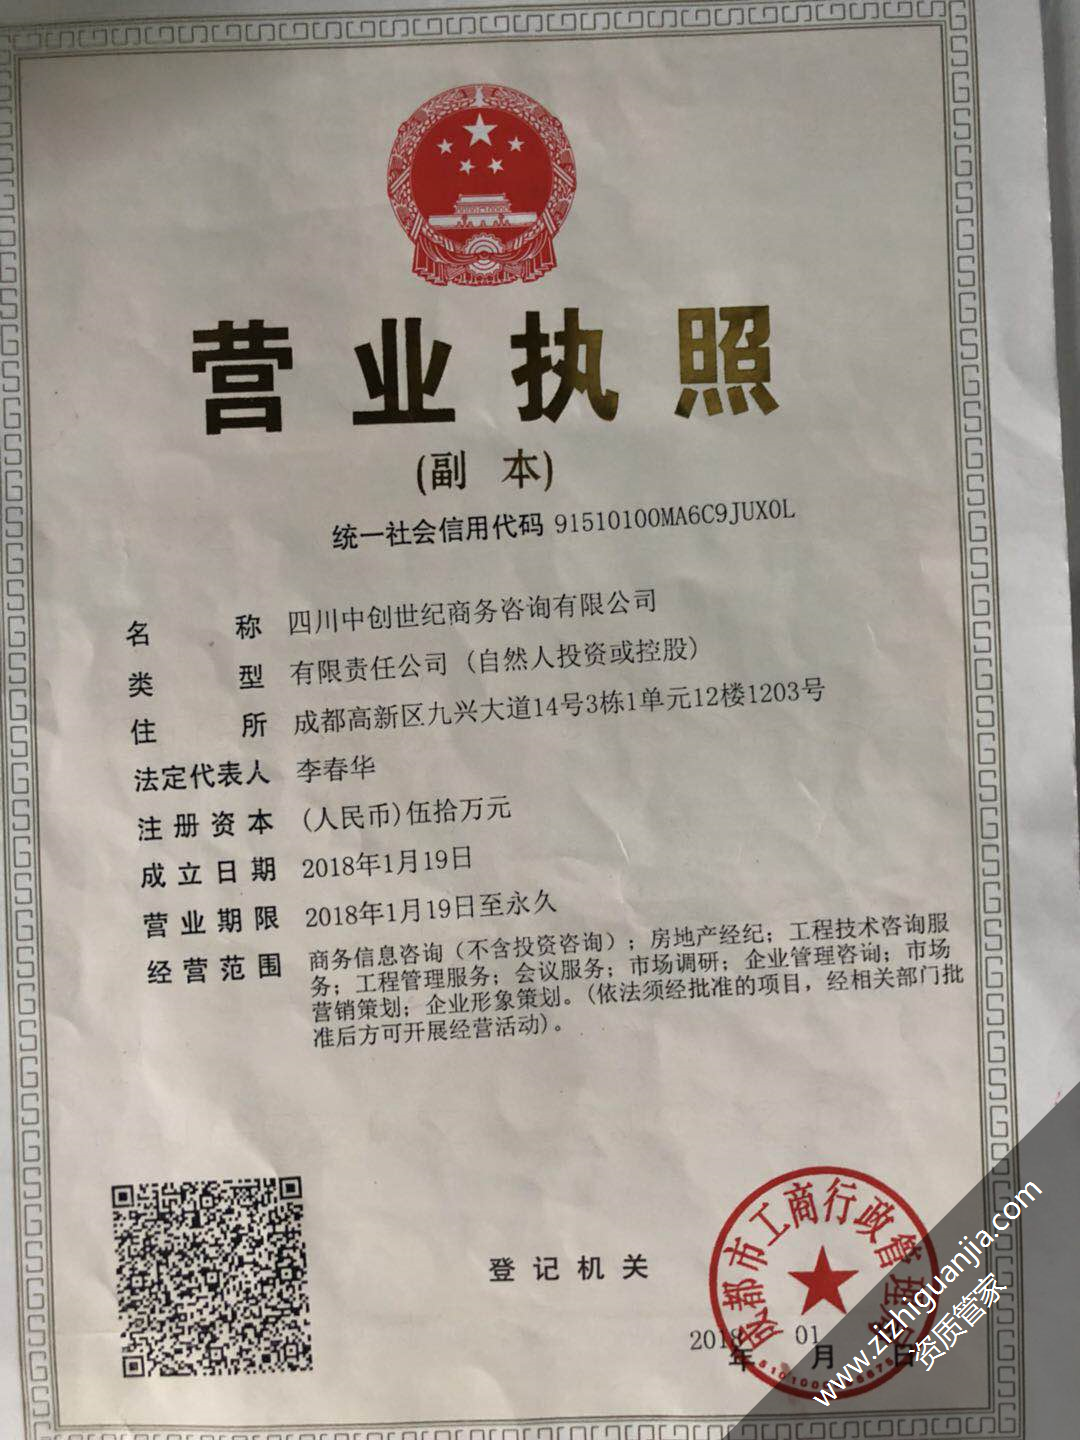 营业执照
(副 本)
统一社会信用代码 91510100MA6C9JUX0L
名 称 四川中创世纪商务咨询有限公司
类 型 有限责任公司 (自然人投资或控股)
住 所 成都高新区九兴大道14号3栋1单元12楼1203号
法定代表人 李春华
注册资本 (人民币)伍拾万元
成立日期 2018年1月19日
营业期限 2018年1月19日至永久
经营范围 商务信息咨询（不含投资咨询）；房地产经纪；工程技术咨询服
务；工程管理服务；会议服务；市场调研；企业管理咨询；市场
营销策划；企业形象策划。(依法须经批准的项目，经相关部门批
准后方可开展经营活动)。
登记机关
成都市工商行政管理局
2018年 01月 日
www.zizhiguanjia.com
资质管家